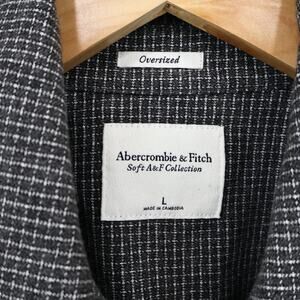 Oversized
Abercrombie & Fitch
Soft A&F Collection
L
MADE IN CAMBODIA